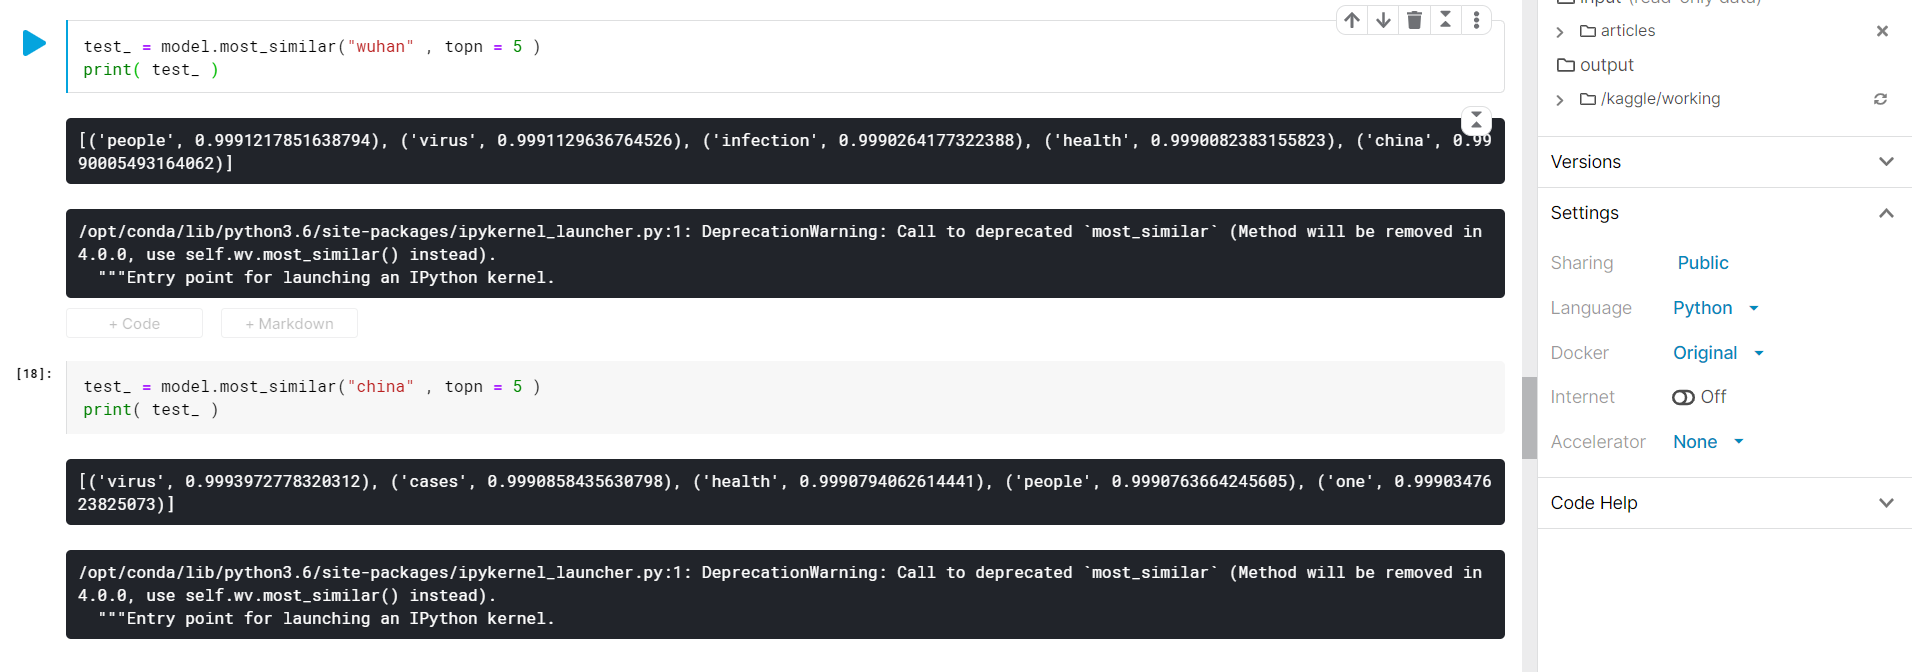 test_ = model.most_similar("wuhan" , topn = 5 )
print( test_ )
[('people', 0.9991217851638794), ('virus', 0.9991129636764526), ('infection', 0.9990264177322388), ('health', 0.9990082383155823), ('china', 0.99
90005493164062)]
/opt/conda/lib/python3.6/site-packages/ipykernel_launcher.py:1: DeprecationWarning: Call to deprecated `most_similar` (Method will be removed in
4.0.0, use self.wv.most_similar() instead).
"""Entry point for launching an IPython kernel.
+ Code
+ Markdown
[18]:
test_ = model.most_similar("china" , topn = 5 )
print( test_ )
[('virus', 0.9993972778320312), ('cases', 0.9990858435630798), ('health', 0.9990794062614441), ('people', 0.9990763664245605), ('one', 0.99903476
23825073)]
/opt/conda/lib/python3.6/site-packages/ipykernel_launcher.py:1: DeprecationWarning: Call to deprecated `most_similar` (Method will be removed in
4.0.0, use self.wv.most_similar() instead).
"""Entry point for launching an IPython kernel.
input (read-only data)
articles
output
/kaggle/working
Versions
Settings
Sharing Public
Language Python
Docker Original
Internet Off
Accelerator None
Code Help